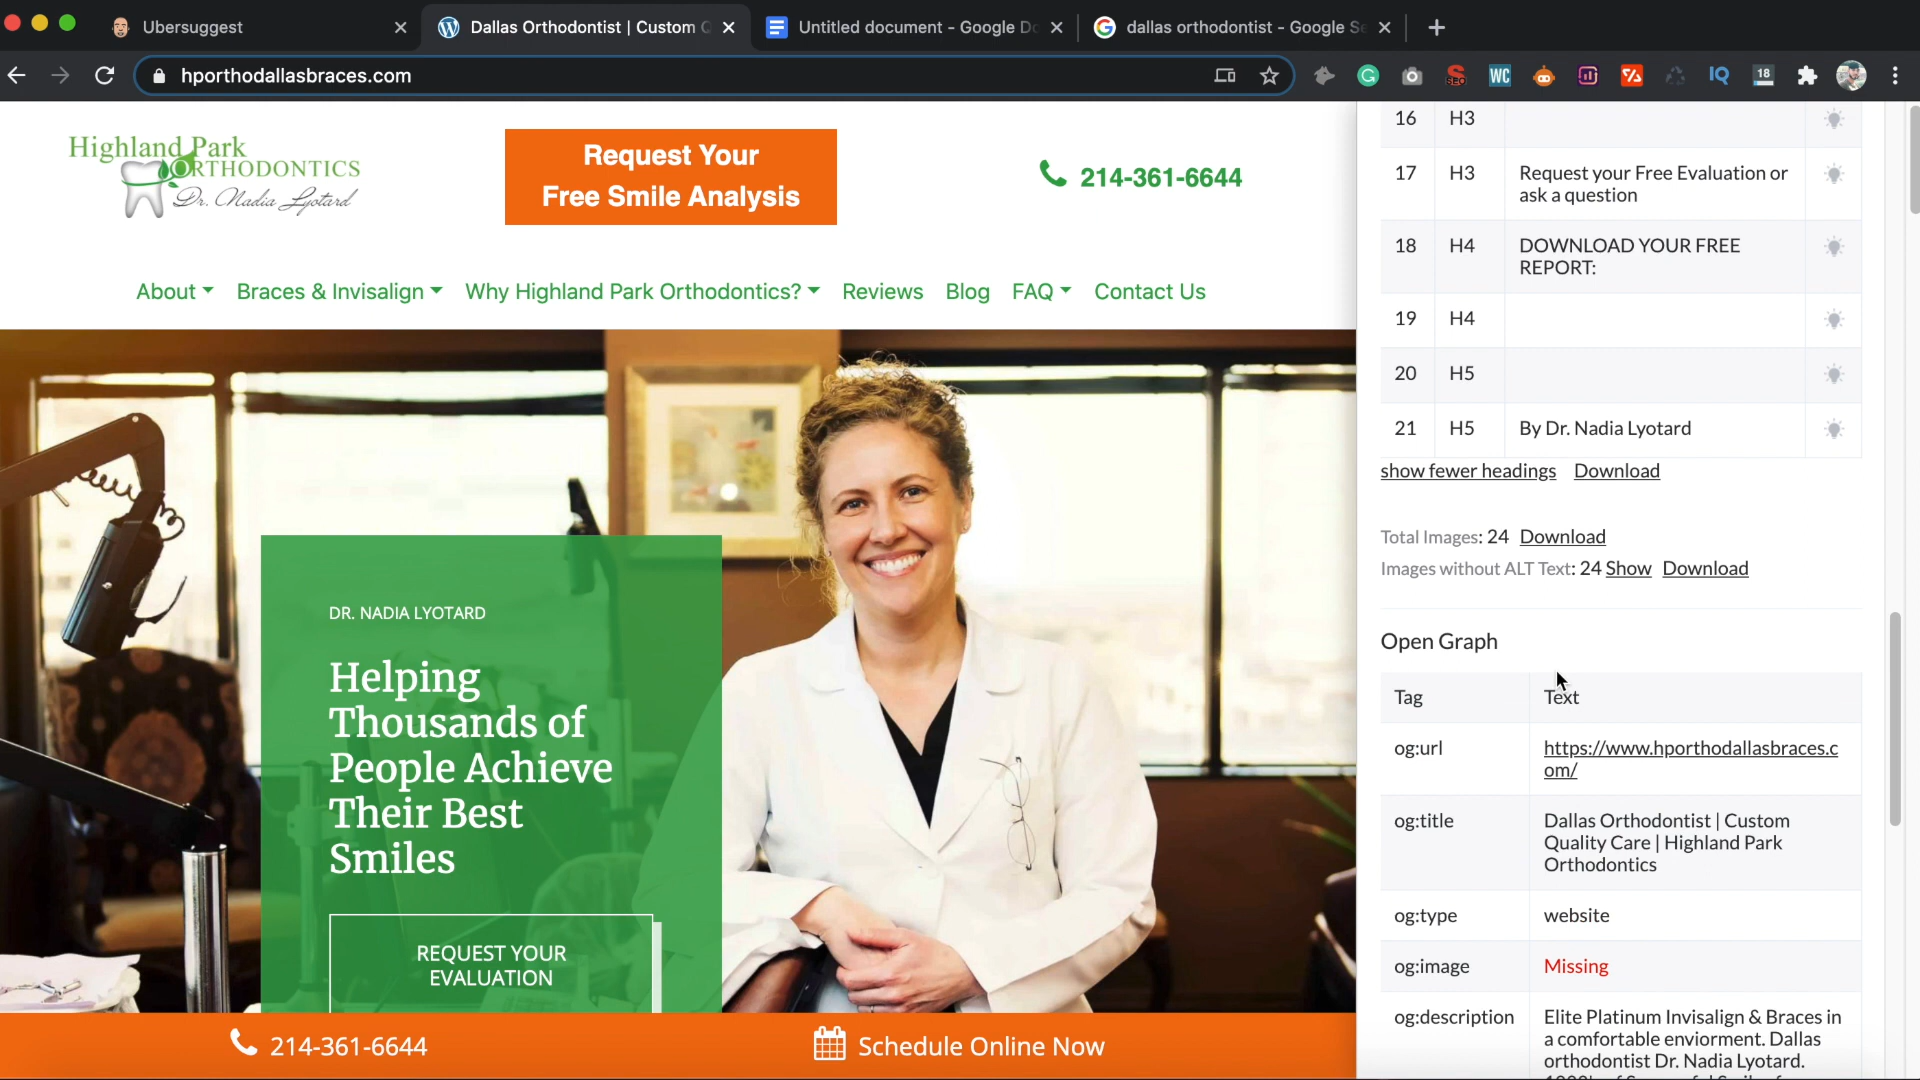 Ubersuggest
Dallas Orthodontist | Custom Q
Untitled document - Google Do
dallas orthodontist - Google Se
hporthodallasbraces.com
SEO
WC
IQ
18
Highland Park
ORTHODONTICS
Dr. Nadia Lyotard
Request Your
Free Smile Analysis
214-361-6644
About
Braces & Invisalign
Why Highland Park Orthodontics?
Reviews
Blog
FAQ
Contact Us
DR. NADIA LYOTARD
Helping
Thousands of
People Achieve
Their Best
Smiles
REQUEST YOUR
EVALUATION
214-361-6644
Schedule Online Now
16 H3
17 H3 Request your Free Evaluation or
ask a question
18 H4 DOWNLOAD YOUR FREE
REPORT:
19 H4
20 H5
21 H5 By Dr. Nadia Lyotard
show fewer headings Download
Total Images: 24 Download
Images without ALT Text: 24 Show Download
Open Graph
Tag Text
og:url https://www.hporthodallasbraces.c
om/
og:title Dallas Orthodontist | Custom
Quality Care | Highland Park
Orthodontics
og:type website
og:image Missing
og:description Elite Platinum Invisalign & Braces in
a comfortable enviorment. Dallas
orthodontist Dr. Nadia Lyotard.